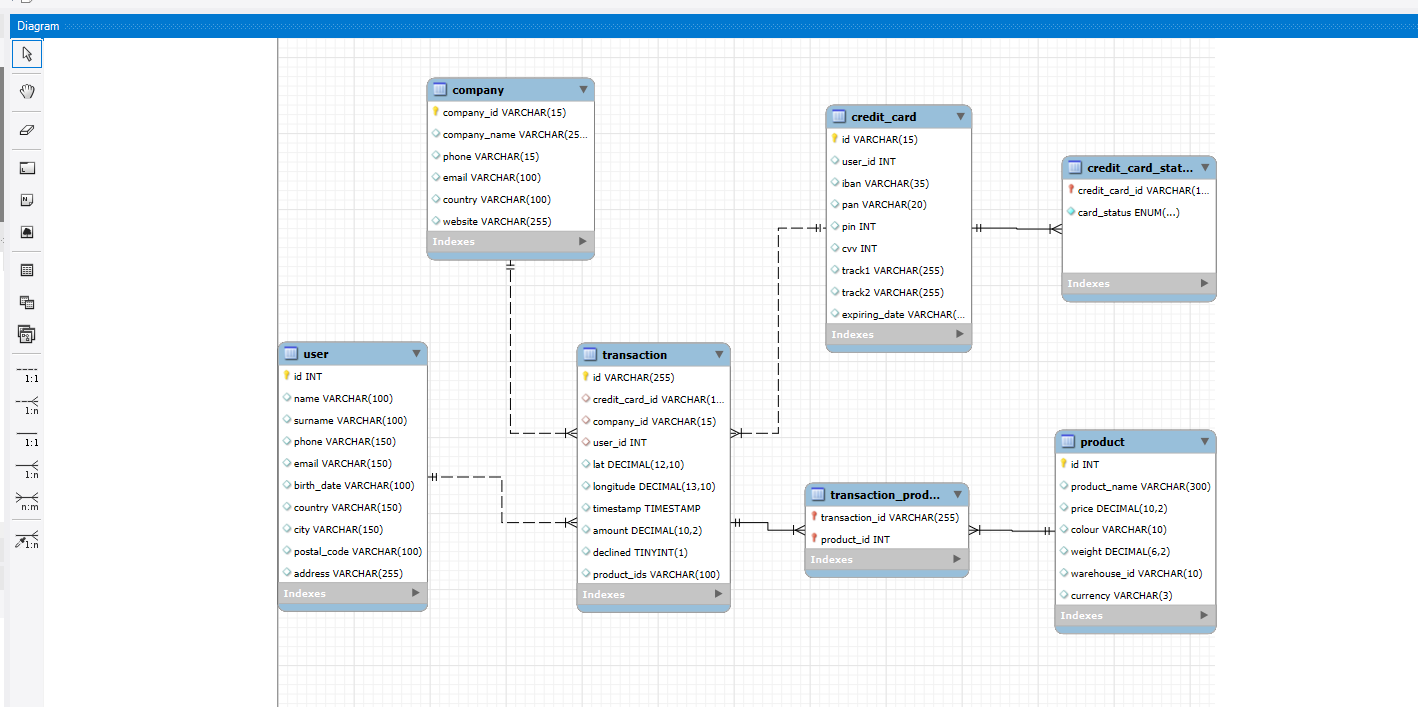 Diagram
company
company_id VARCHAR(15)
company_name VARCHAR(25...
phone VARCHAR(15)
email VARCHAR(100)
country VARCHAR(100)
website VARCHAR(255)
Indexes
credit_card
id VARCHAR(15)
user_id INT
iban VARCHAR(35)
pan VARCHAR(20)
pin INT
cvv INT
track1 VARCHAR(255)
track2 VARCHAR(255)
expiring_date VARCHAR(...
Indexes
credit_card_stat...
credit_card_id VARCHAR(1...
card_status ENUM(...)
Indexes
user
id INT
name VARCHAR(100)
surname VARCHAR(100)
phone VARCHAR(150)
email VARCHAR(150)
birth_date VARCHAR(100)
country VARCHAR(150)
city VARCHAR(150)
postal_code VARCHAR(100)
address VARCHAR(255)
Indexes
transaction
id VARCHAR(255)
credit_card_id VARCHAR(1...
company_id VARCHAR(15)
user_id INT
lat DECIMAL(12,10)
longitude DECIMAL(13,10)
timestamp TIMESTAMP
amount DECIMAL(10,2)
declined TINYINT(1)
product_ids VARCHAR(100)
Indexes
transaction_prod...
transaction_id VARCHAR(255)
product_id INT
Indexes
product
id INT
product_name VARCHAR(300)
price DECIMAL(10,2)
colour VARCHAR(10)
weight DECIMAL(6,2)
warehouse_id VARCHAR(10)
currency VARCHAR(3)
Indexes
1:1
1:n
1:1
1:n
n:m
1:n